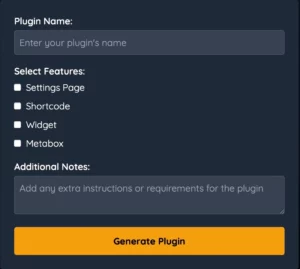 Plugin Name:
Enter your plugin's name
Select Features:
Settings Page
Shortcode
Widget
Metabox
Additional Notes:
Add any extra instructions or requirements for the plugin
Generate Plugin